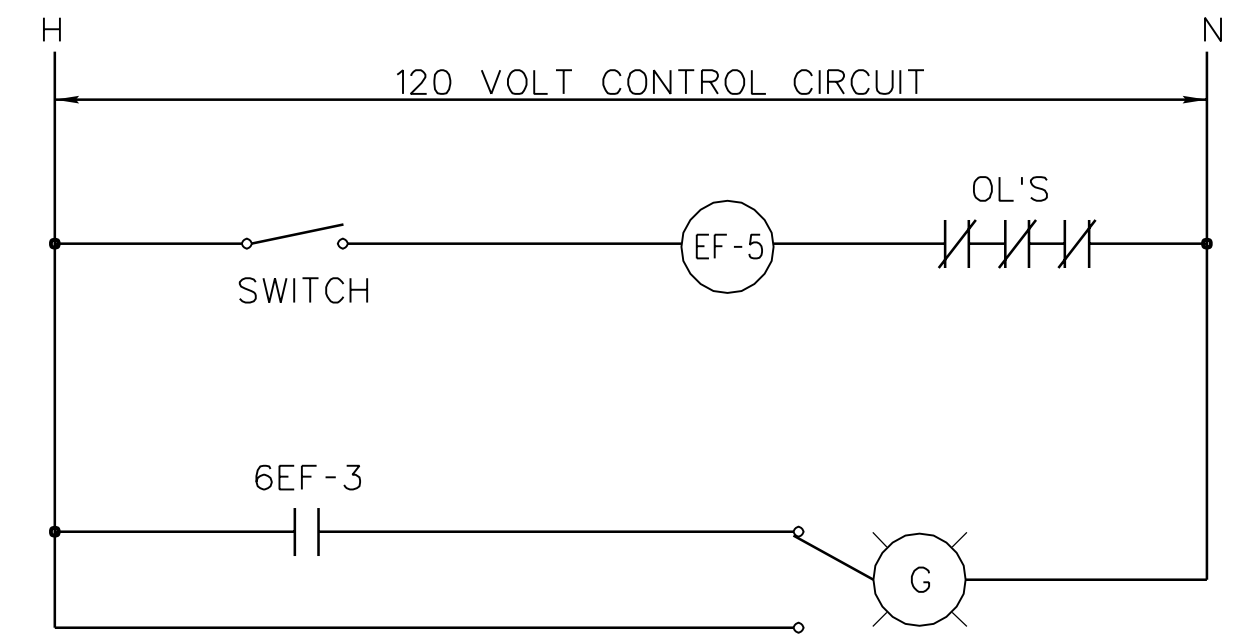 H N
120 VOLT CONTROL CIRCUIT
OL'S
EF-5
SWITCH
6EF-3
G